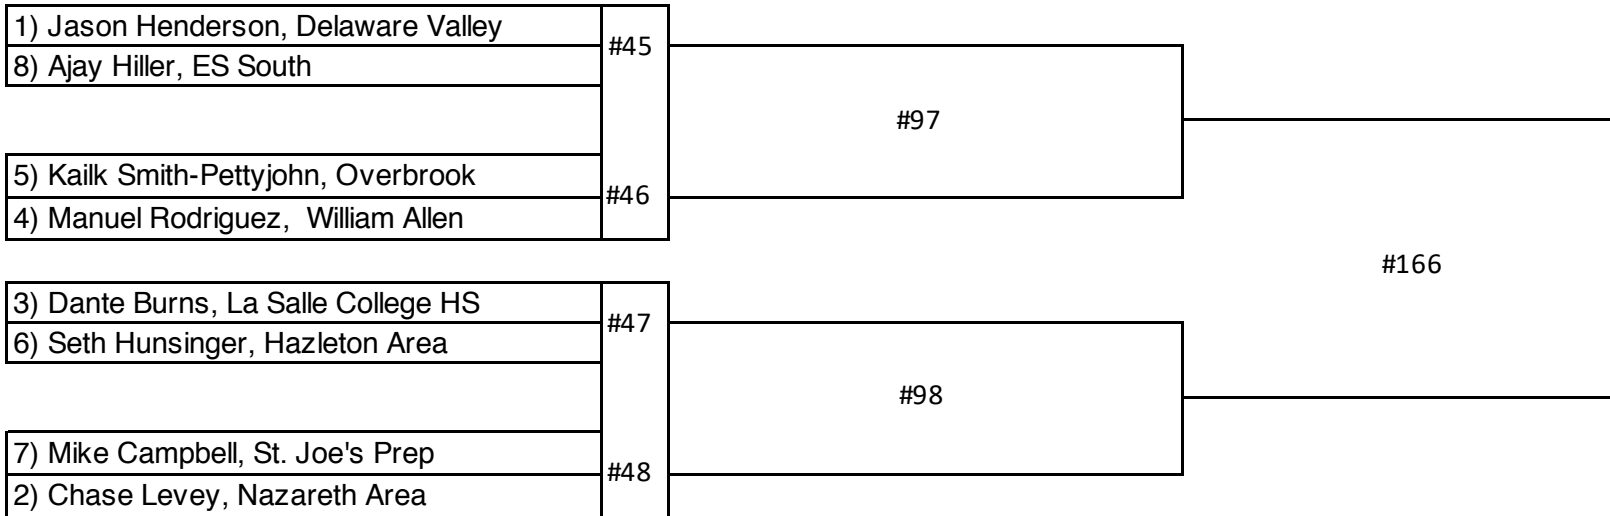 1) Jason Henderson, Delaware Valley
#45
8) Ajay Hiller, ES South
#97
5) Kailk Smith-Pettyjohn, Overbrook
#46
4) Manuel Rodriguez,  William Allen
#166
3) Dante Burns, La Salle College HS
#47
6) Seth Hunsinger, Hazleton Area
#98
7) Mike Campbell, St. Joe's Prep
#48
2) Chase Levey, Nazareth Area